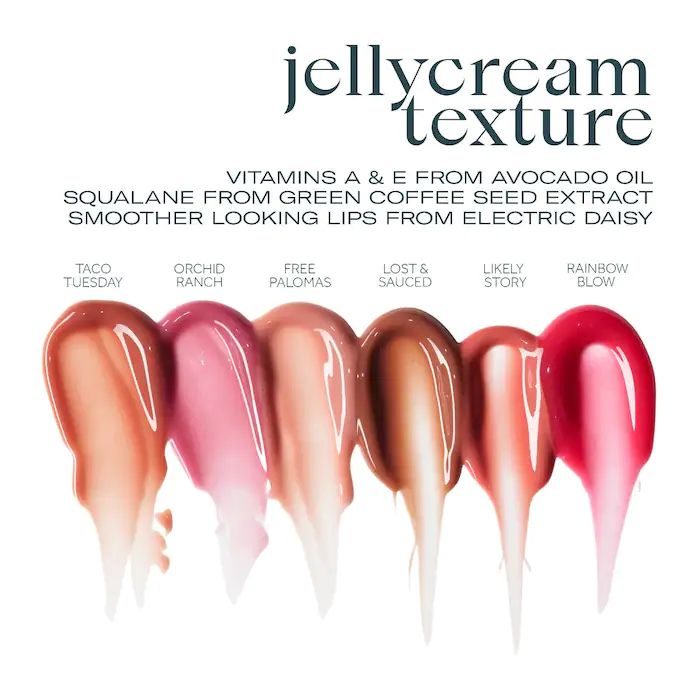 jellycream
texture
VITAMINS A & E FROM AVOCADO OIL
SQUALANE FROM GREEN COFFEE SEED EXTRACT
SMOOTHER LOOKING LIPS FROM ELECTRIC DAISY
TACO
TUESDAY
ORCHID
RANCH
FREE
PALOMAS
LOST &
SAUCED
LIKELY
STORY
RAINBOW
BLOW